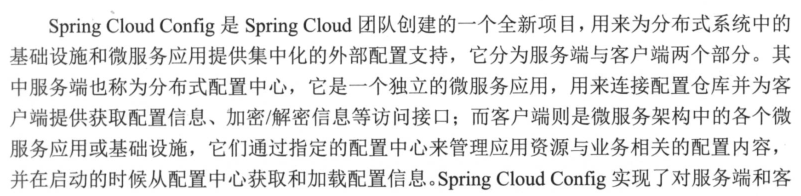 Spring Cloud Config 是 Spring Cloud 团队创建的一个全新项目，用来为分布式系统中的
基础设施和微服务应用提供集中化的外部配置支持，它分为服务端与客户端两个部分。其
中服务端也称为分布式配置中心，它是一个独立的微服务应用，用来连接配置仓库并为客
户端提供获取配置信息、加密/解密信息等访问接口；而客户端则是微服务架构中的各个微
服务应用或基础设施，它们通过指定的配置中心来管理应用资源与业务相关的配置内容，
并在启动的时候从配置中心获取和加载配置信息。Spring Cloud Config 实现了对服务端和客